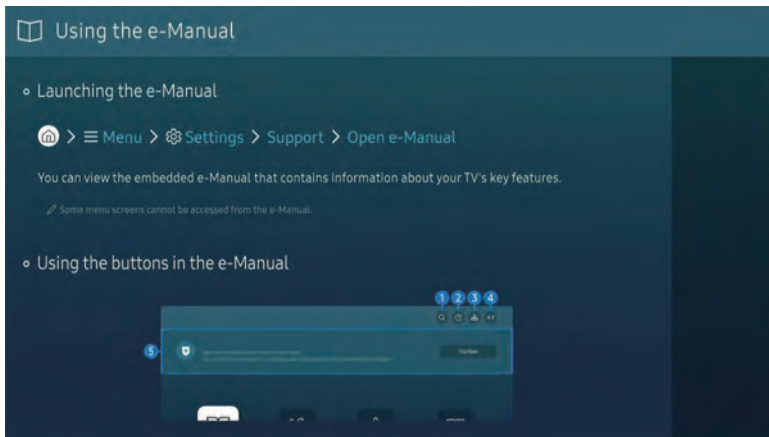 Using the e-Manual
Launching the e-Manual
> Menu > Settings > Support > Open e-Manual
You can view the embedded e-Manual that contains information about your TV's key features.
Some menu screens cannot be accessed from the e-Manual.
Using the buttons in the e-Manual
1 2 3 4
5